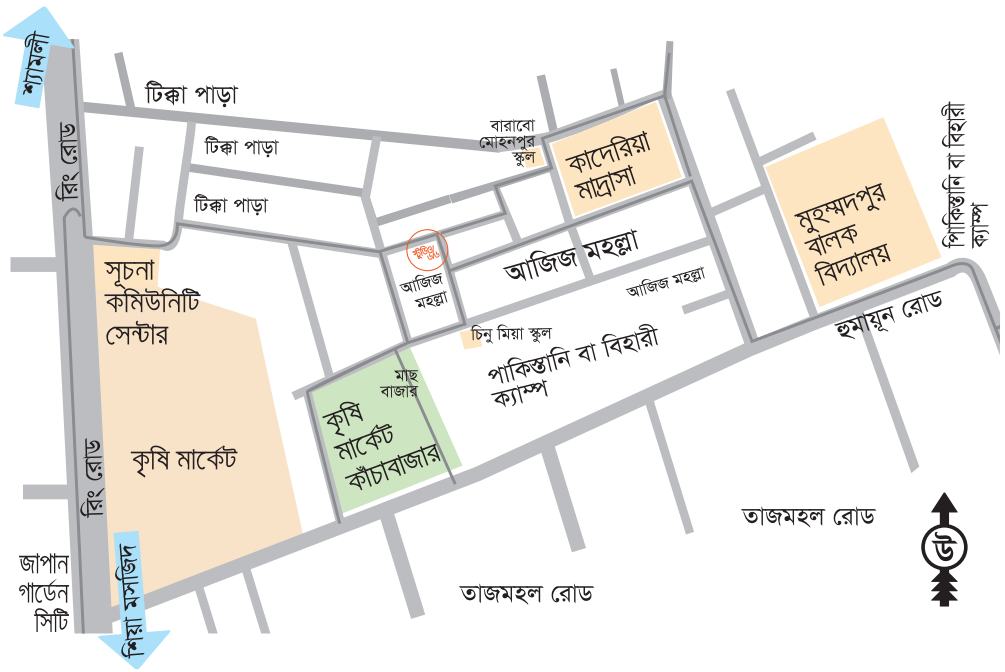 শ্যামলী
রিং রোড
টিক্কা পাড়া
টিক্কা পাড়া
টিক্কা পাড়া
বারাবো
মোহনপুর
স্কুল
কাদেরিয়া
মাদ্রাসা
মুহম্মদপুর
বালক
বিদ্যালয়
পাকিস্তানি বা বিহারী
ক্যাম্প
সূচনা
কমিউনিটি
সেন্টার
আজিজ
মহল্লা
আজিজ মহল্লা
আজিজ মহল্লা
হুমায়ূন রোড
চিনু মিয়া স্কুল
পাকিস্তানি বা বিহারী
ক্যাম্প
মাছ
বাজার
কৃষি
মার্কেট
কাঁচাবাজার
কৃষি মার্কেট
রিং রোড
তাজমহল রোড
তাজমহল রোড
জাপান
গার্ডেন
সিটি
শিয়া মসজিদ
উ